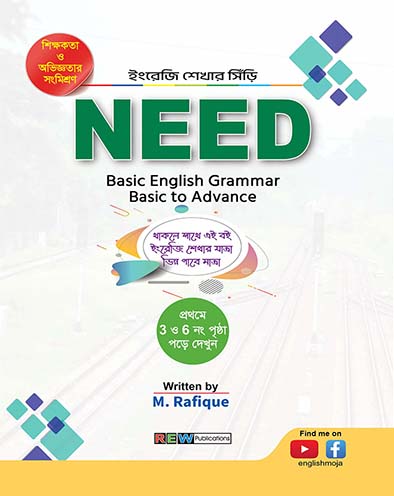 শিক্ষকতা
ও
অভিজ্ঞতার
সংমিশ্রণ
ইংরেজি শেখার সিঁড়ি
NEED
Basic English Grammar
Basic to Advance
থাকলে সাথে এই বই
ইংরেজি শেখার যাত্রা
ভিন্ন পাবে মাত্রা
প্রথমে
3 ও 6 নং পৃষ্ঠা
পড়ে দেখুন
Written by
M. Rafique
REW Publications
Find me on
englishmoja